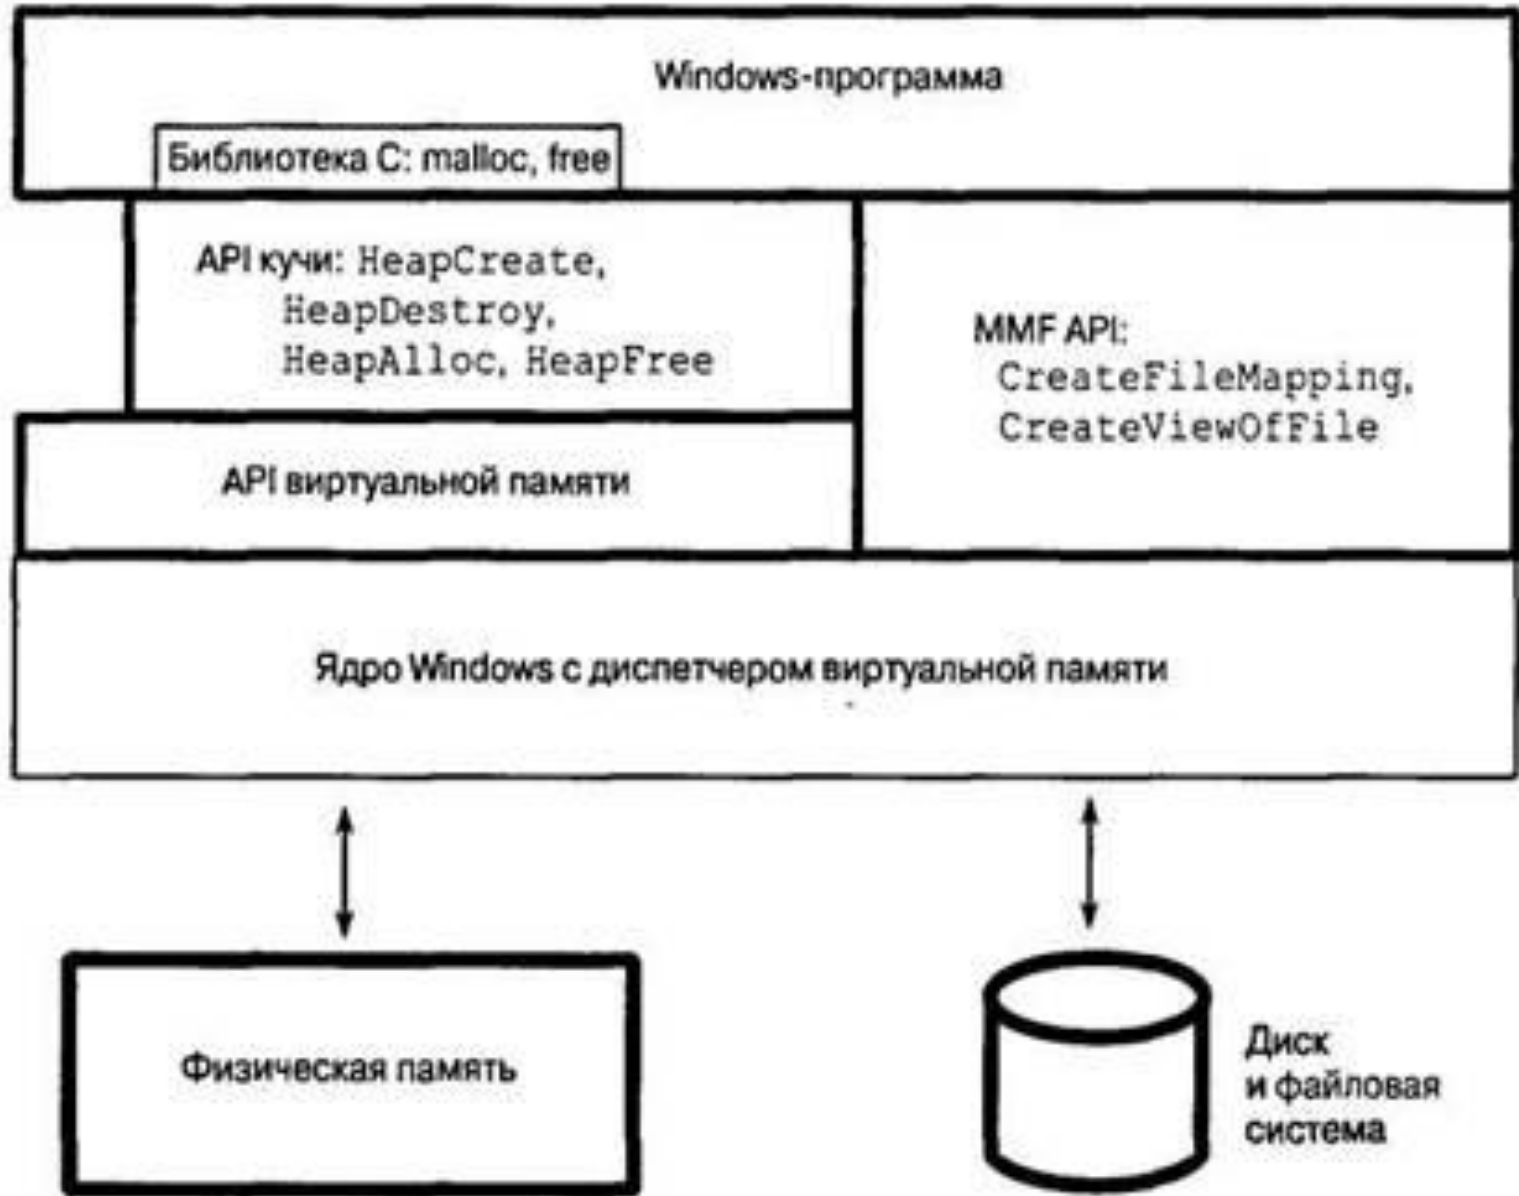 Windows-программа
Библиотека С: malloc, free
API кучи: HeapCreate,
HeapDestroy,
HeapAlloc, HeapFree
MMF API:
CreateFileMapping,
CreateViewOfFile
API виртуальной памяти
Ядро Windows с диспетчером виртуальной памяти
Физическая память
Диск
и файловая
система